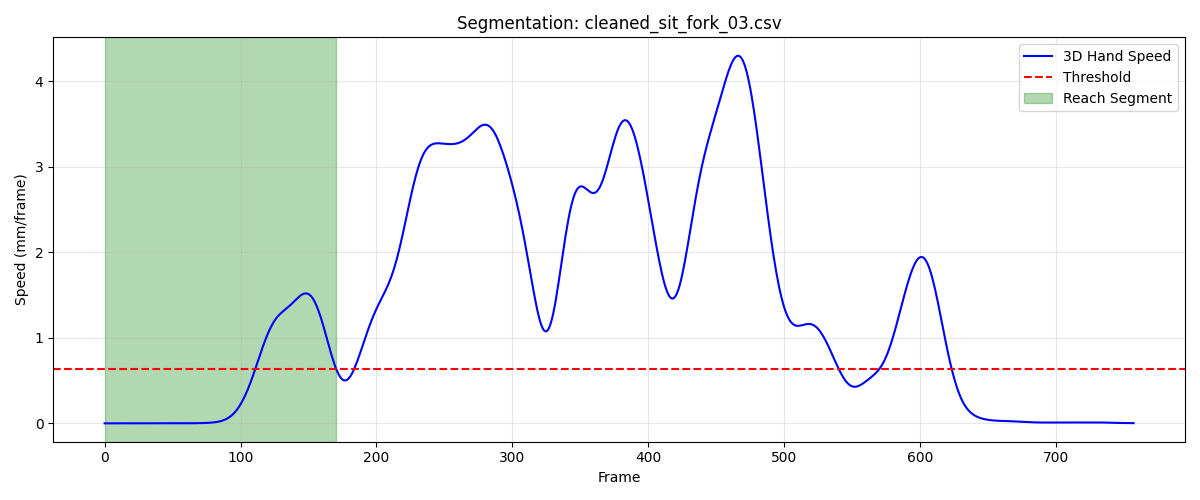 Segmentation: cleaned_sit_fork_03.csv
3D Hand Speed
Threshold
Reach Segment
Speed (mm/frame)
4
3
2
1
0
0 100 200 300 400 500 600 700
Frame